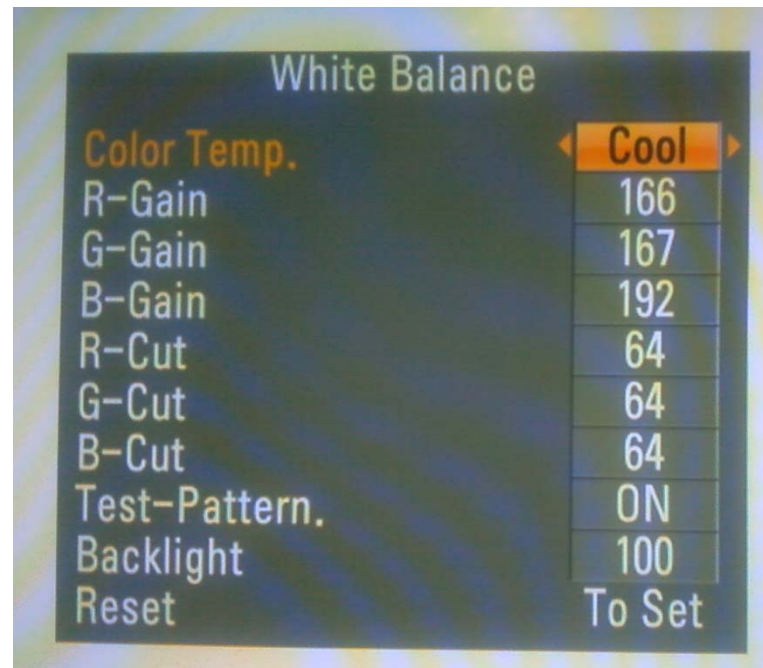 White Balance
Color Temp. Cool
R-Gain 166
G-Gain 167
B-Gain 192
R-Cut 64
G-Cut 64
B-Cut 64
Test-Pattern. ON
Backlight 100
Reset To Set